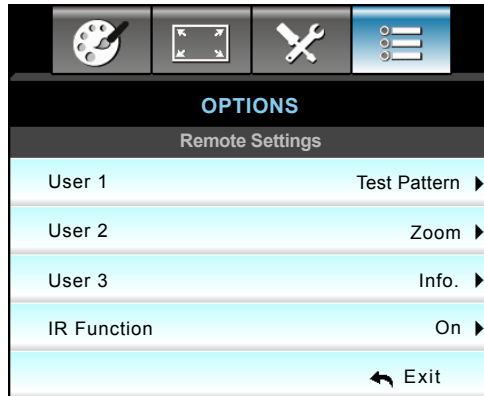 OPTIONS
Remote Settings
User 1 Test Pattern
User 2 Zoom
User 3 Info.
IR Function On
Exit